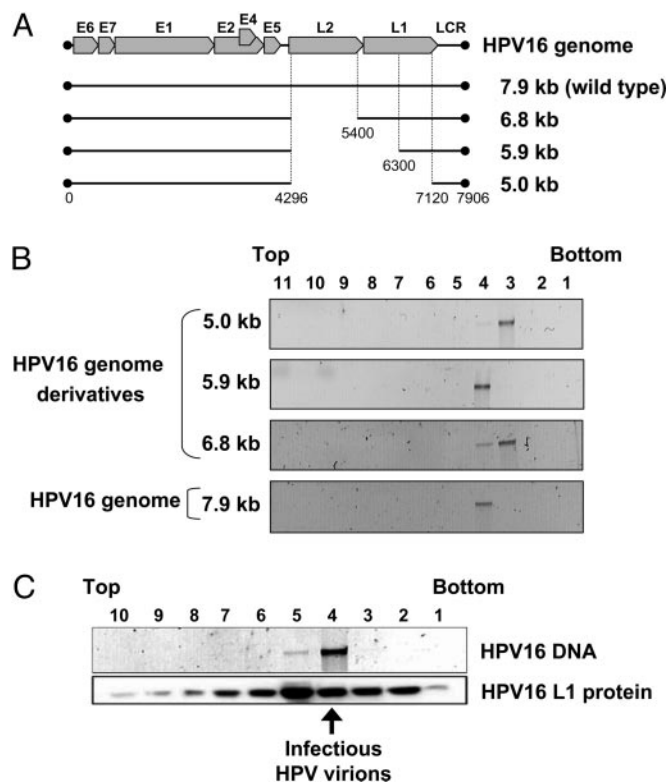 A
E6 E7 E1 E2 E4 E5 L2 L1 LCR
HPV16 genome
7.9 kb (wild type)
6.8 kb
5400
5.9 kb
6300
5.0 kb
0 4296 7120 7906
B
Top Bottom
11 10 9 8 7 6 5 4 3 2 1
HPV16 genome
derivatives
5.0 kb
5.9 kb
6.8 kb
HPV16 genome 7.9 kb
C
Top Bottom
10 9 8 7 6 5 4 3 2 1
HPV16 DNA
HPV16 L1 protein
Infectious
HPV virions